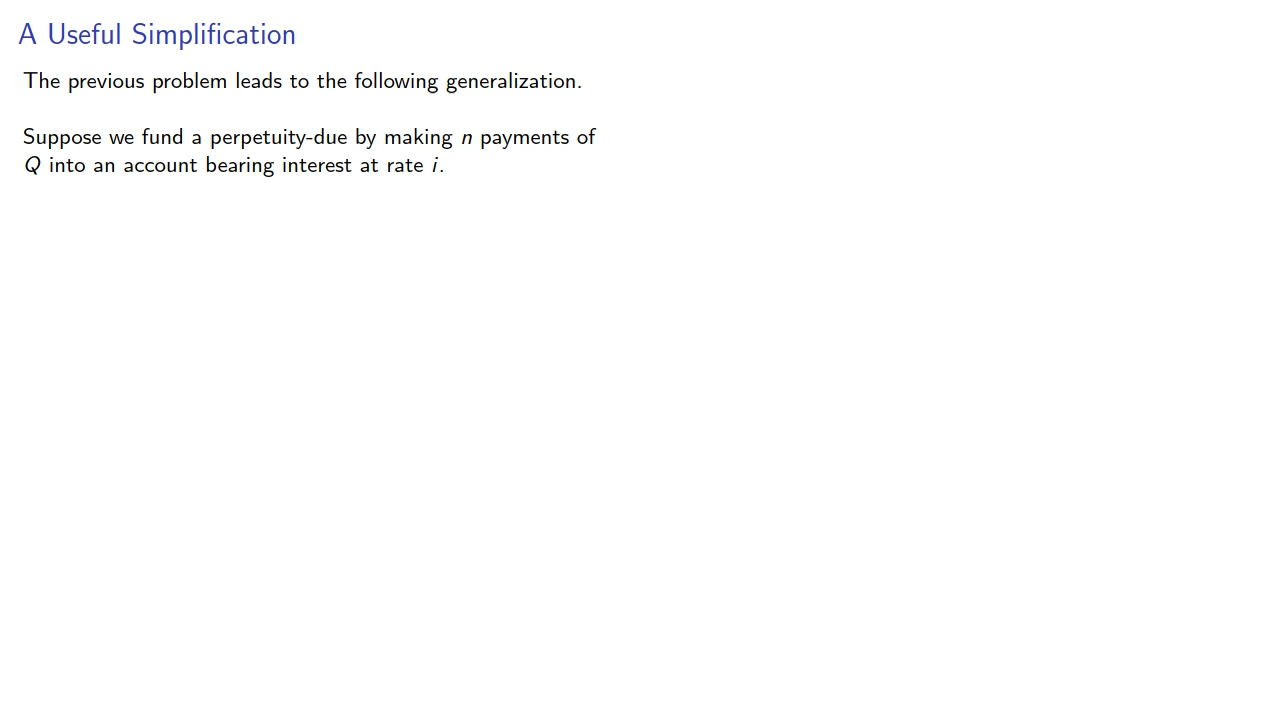 A Useful Simplification
The previous problem leads to the following generalization.
Suppose we fund a perpetuity-due by making n payments of
Q into an account bearing interest at rate i.